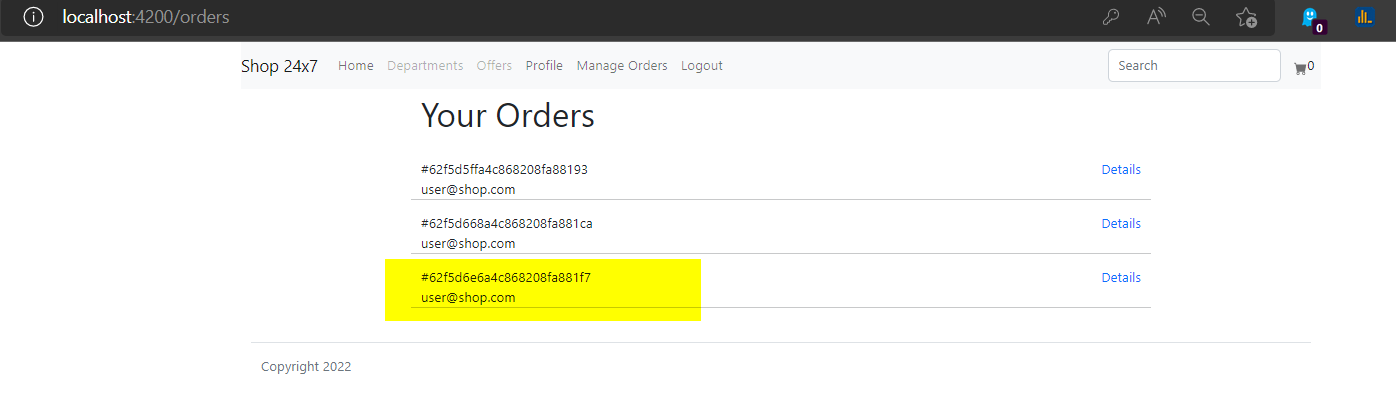 localhost:4200/orders
A
0
Shop 24x7 Home Departments Offers Profile Manage Orders Logout Search 0
Your Orders
#62f5d5ffa4c868208fa88193 Details
user@shop.com
#62f5d668a4c868208fa881ca Details
user@shop.com
#62f5d6e6a4c868208fa881f7 Details
user@shop.com
Copyright 2022